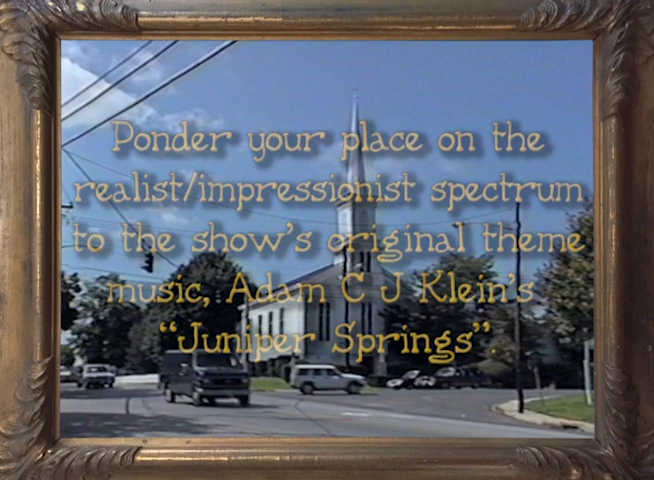 Ponder your place on the
realist/impressionist spectrum
to the show's original theme
music, Adam C J Klein's
"Juniper Springs".